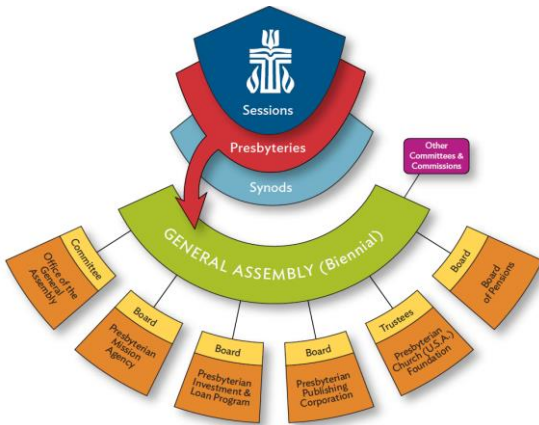 Sessions
Presbyteries
Synods
Other
Committees &
Commissions
GENERAL ASSEMBLY (Biennial)
Committee
Office of the
General
Assembly
Board
Presbyterian
Mission
Agency
Board
Presbyterian
Investment &
Loan Program
Board
Presbyterian
Publishing
Corporation
Trustees
Presbyterian
Church (U.S.A.)
Foundation
Board
Board
of Pensions